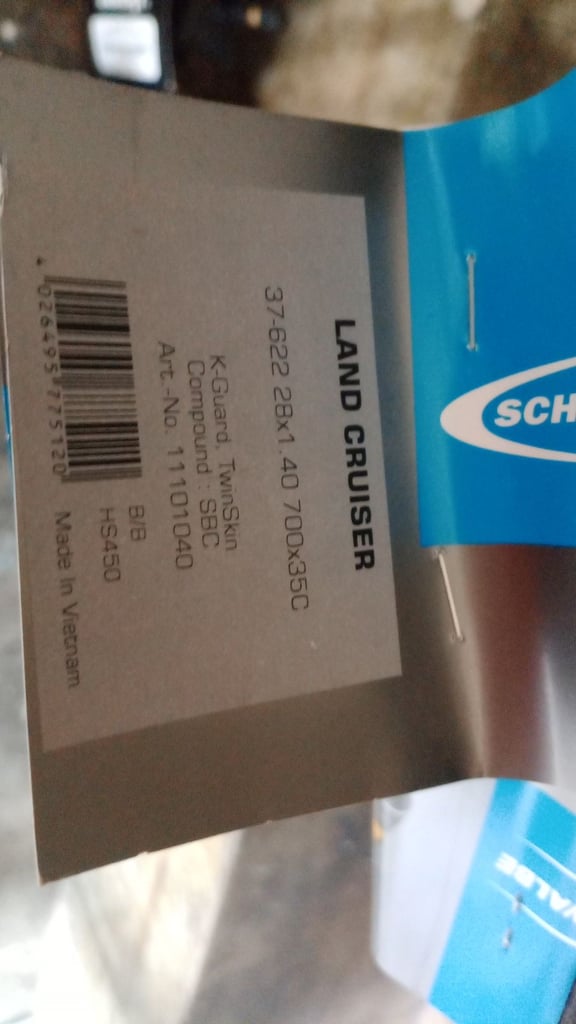 LAND CRUISER
37-622 28x1.40 700x35C
K-Guard, TwinSkin
Compound : SBC
Art.-No. 11101040
B/B
HS450
Made In Vietnam
4 026495 775120
SCH
VALBE